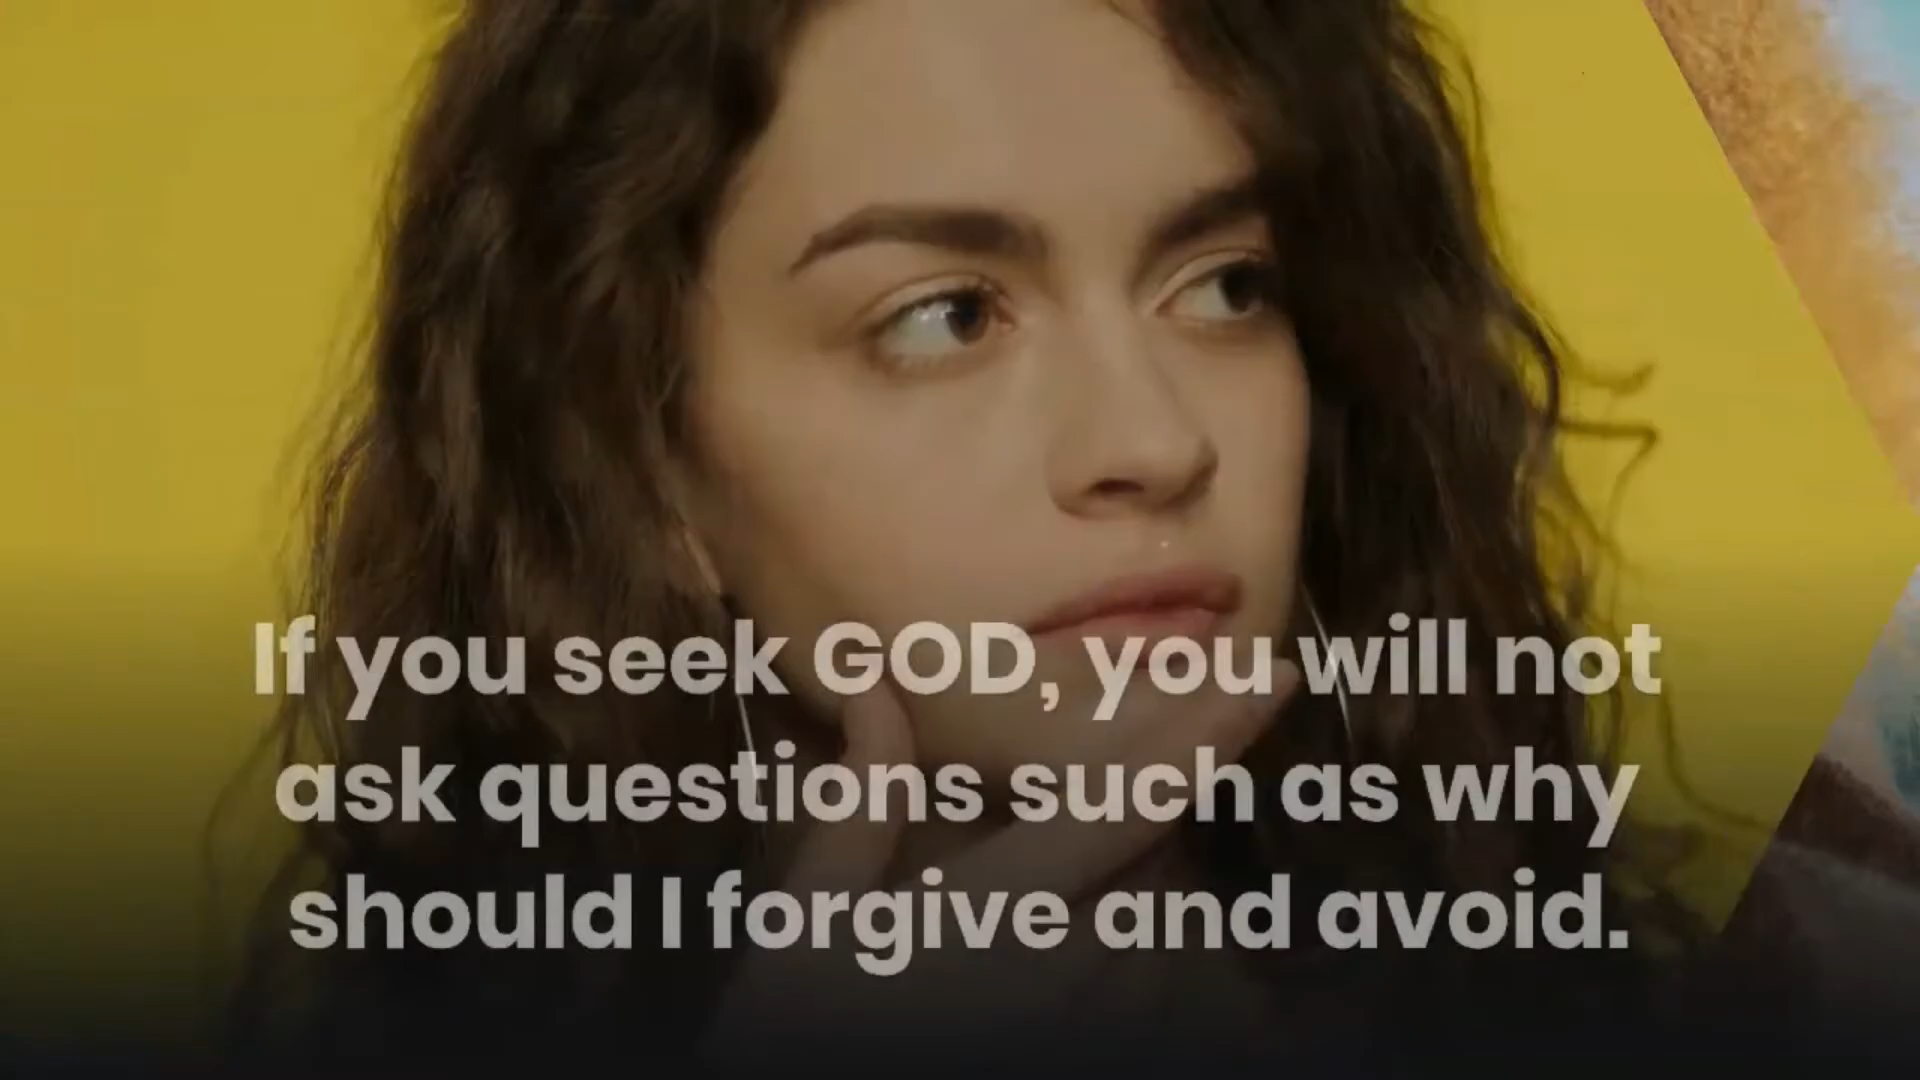 If you seek GOD, you will not
ask questions such as why
should I forgive and avoid.